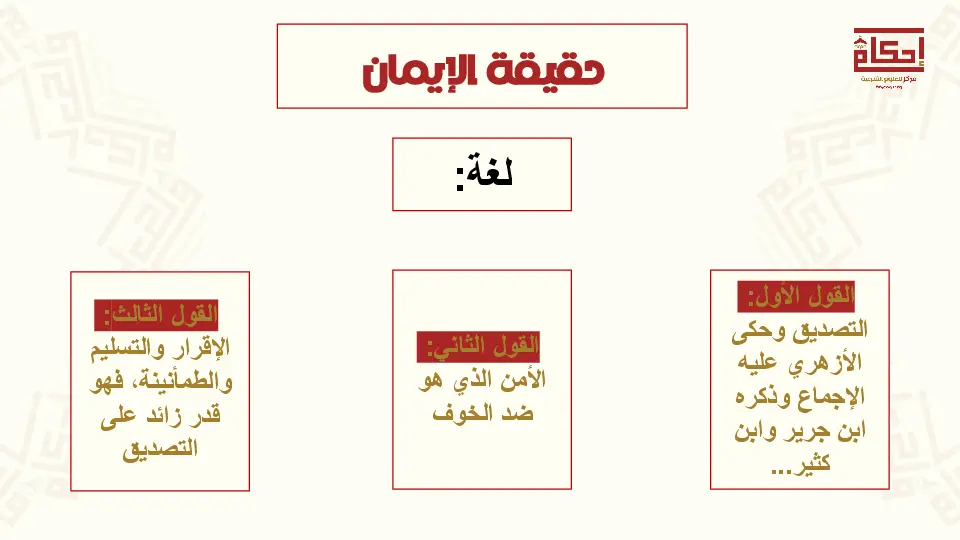 حقيقة الإيمان
إحكام
مركز للعلوم الشرعية
لغة:
القول الأول:
التصديق وحكى
الأزهري عليه
الإجماع وذكره
ابن جرير وابن
كثير...
القول الثاني:
الأمن الذي هو
ضد الخوف
القول الثالث:
الإقرار والتسليم
والطمأنينة، فهو
قدر زائد على
التصديق